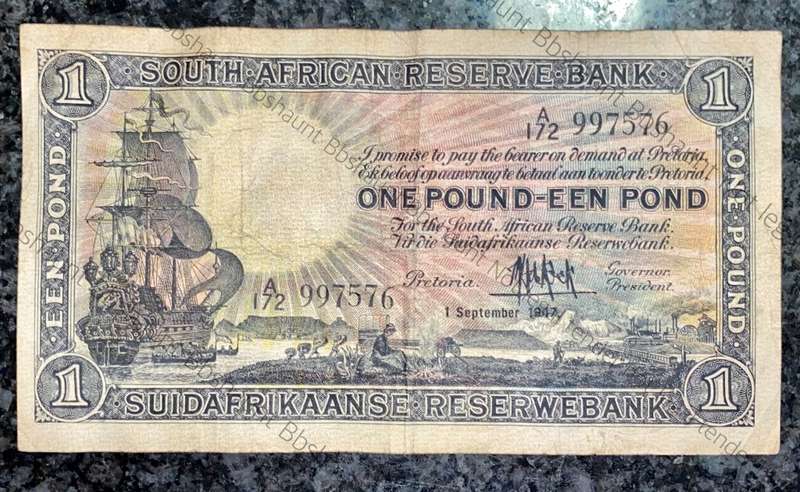 1 · SOUTH · AFRICAN · RESERVE · BANK · 1
A/172 997576
I promise to pay the bearer on demand at Pretoria
Ek beloof op aanvraag te betaal aan toonder te Pretoria
ONE POUND–EEN POND
For the South African Reserve Bank.
Vir die Suidafrikaanse Reserwebank.
Pretoria.
Governor.
President.
A/172 997576
1 September 1947.
· EEN · POND ·
· ONE · POUND ·
1 · SUIDAFRIKAANSE · RESERWEBANK · 1
Bbshaunt